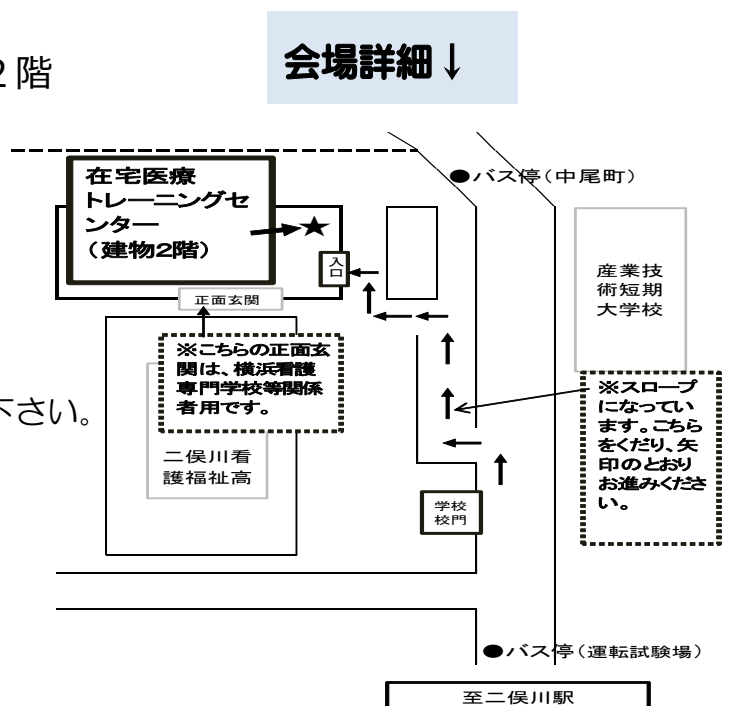 2階
会場詳細↓
●バス停(中尾町)
在宅医療
トレーニングセ
ンター
(建物2階)
★
入口
正面玄関
産業技
術短期
大学校
※こちらの正面玄
関は、横浜看護
専門学校等関係
者用です。
※スロープ
になってい
ます。こちら
をくだり、矢
印のとおり
お進みくださ
い。
下さい。
二俣川看
護福祉高
学校
校門
●バス停(運転試験場)
至二俣川駅